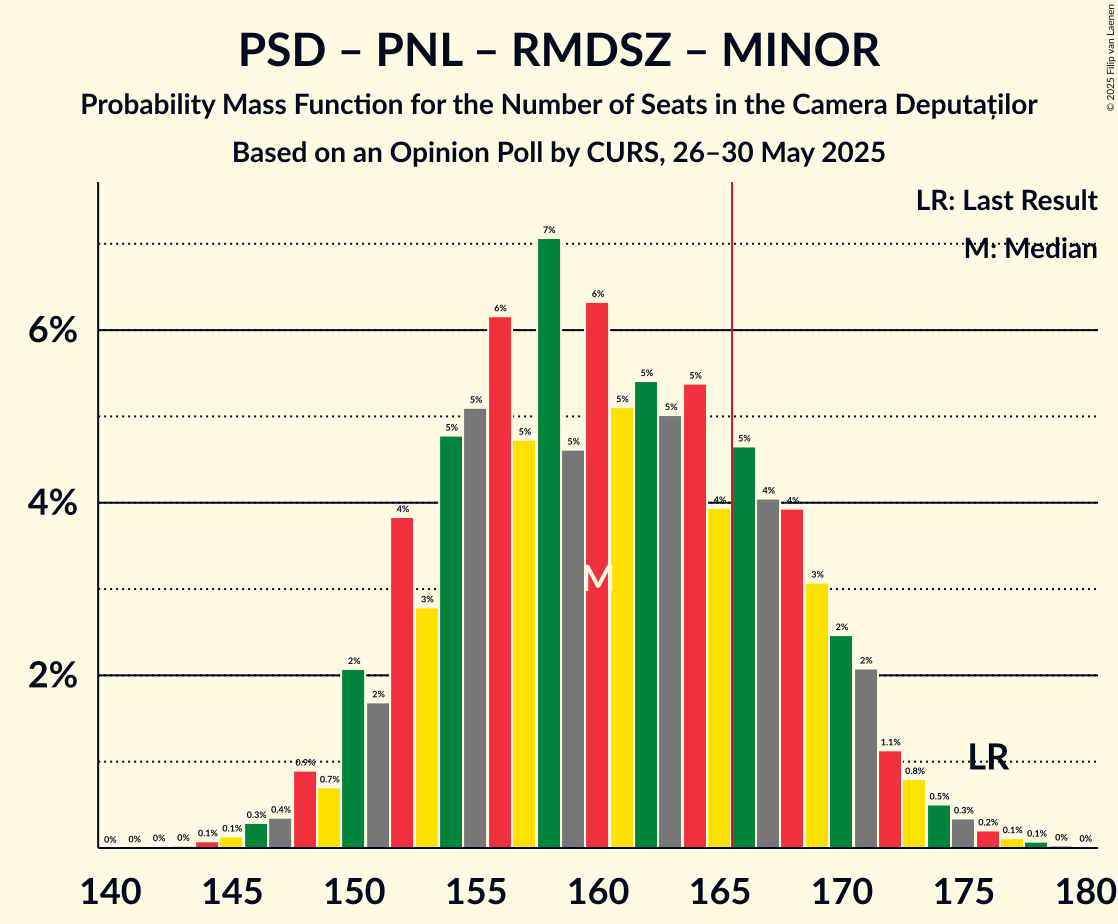 PSD – PNL – RMDSZ – MINOR
Probability Mass Function for the Number of Seats in the Camera Deputaților
Based on an Opinion Poll by CURS, 26–30 May 2025
© 2025 Filip van Laenen
LR: Last Result
M: Median
6%
4%
2%
0% 0% 0% 0% 0.1% 0.1% 0.3% 0.4% 0.9% 0.7% 2% 2% 4% 3% 5% 5% 6% 5% 7% 5% 6% 5% 5% 5% 5% 4% 5% 4% 4% 3% 2% 2% 1.1% 0.8% 0.5% 0.3% 0.2% 0.1% 0.1% 0% 0%
M
LR
140 145 150 155 160 165 170 175 180